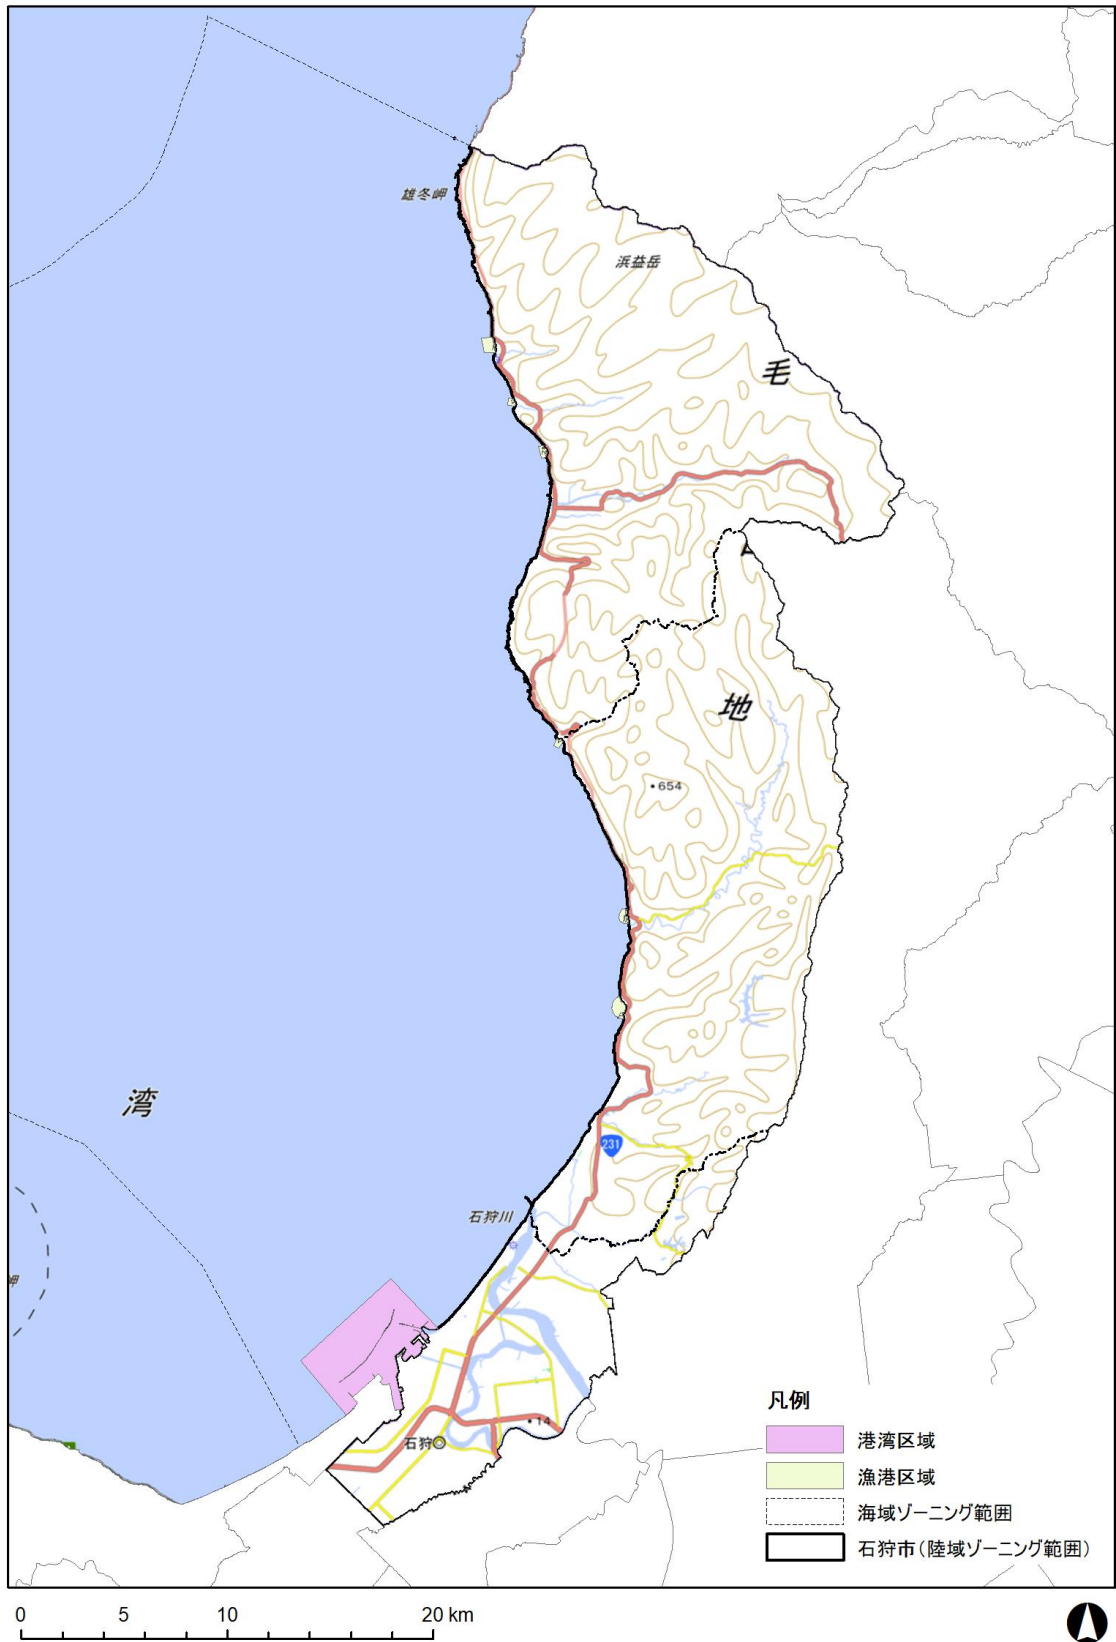 雄冬岬
浜益岳
毛
地
・654
湾
231
石狩川
岬
・14
石狩◎
凡例
港湾区域
漁港区域
海域ゾーニング範囲
石狩市(陸域ゾーニング範囲)
0 5 10 20 km